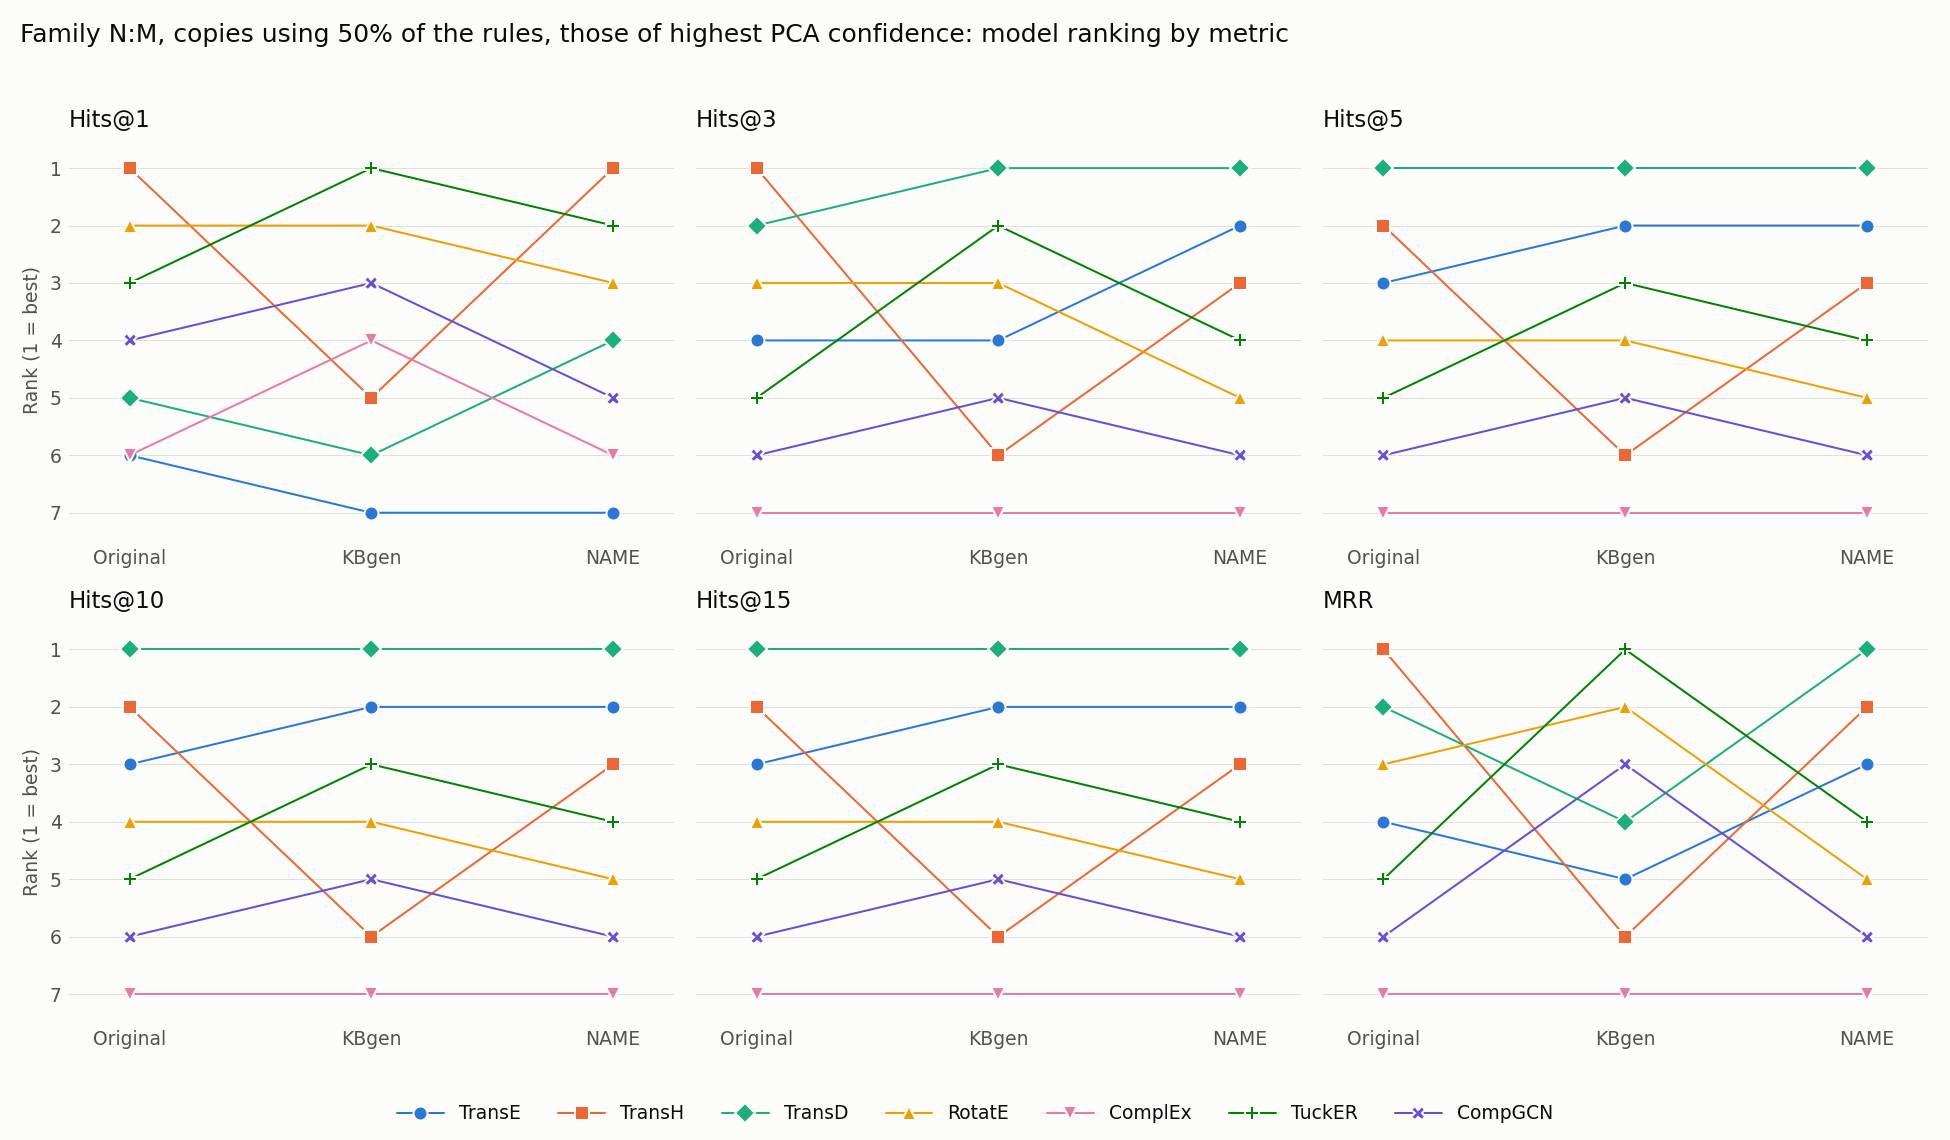 Family N:M, copies using 50% of the rules, those of highest PCA confidence: model ranking by metric
Hits@1
Hits@3
Hits@5
Rank (1 = best)
1
2
3
4
5
6
7
Original
KBgen
NAME
Original
KBgen
NAME
Original
KBgen
NAME
Hits@10
Hits@15
MRR
Rank (1 = best)
1
2
3
4
5
6
7
Original
KBgen
NAME
Original
KBgen
NAME
Original
KBgen
NAME
TransE
TransH
TransD
RotatE
ComplEx
TuckER
CompGCN